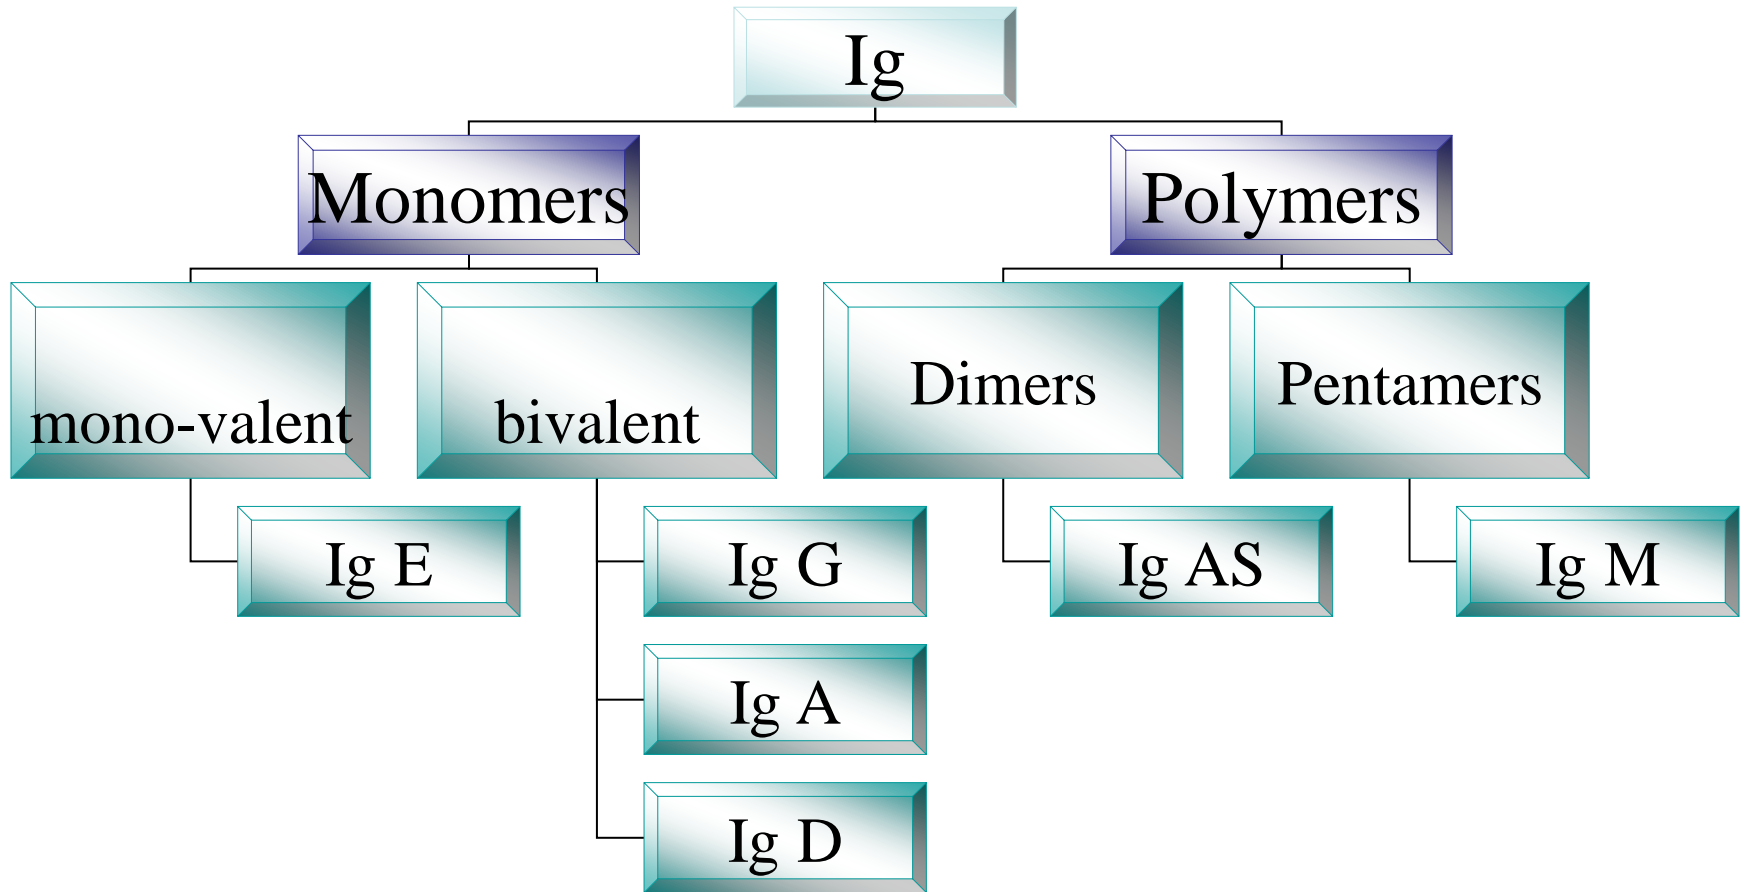 Ig
Monomers
Polymers
mono-valent
bivalent
Dimers
Pentamers
Ig E
Ig G
Ig AS
Ig M
Ig A
Ig D